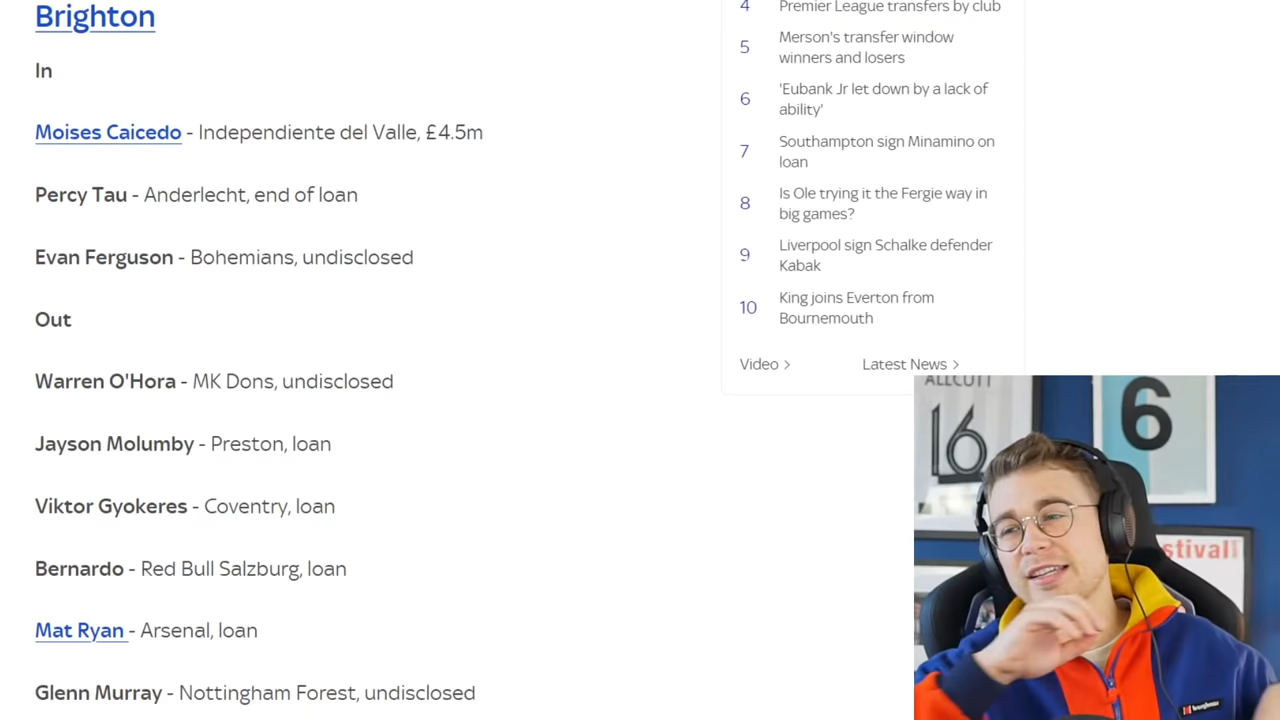 Brighton
In
Moises Caicedo - Independiente del Valle, £4.5m
Percy Tau - Anderlecht, end of loan
Evan Ferguson - Bohemians, undisclosed
Out
Warren O'Hora - MK Dons, undisclosed
Jayson Molumby - Preston, loan
Viktor Gyokeres - Coventry, loan
Bernardo - Red Bull Salzburg, loan
Mat Ryan - Arsenal, loan
Glenn Murray - Nottingham Forest, undisclosed
4 Premier League transfers by club
5 Merson's transfer window
winners and losers
6 'Eubank Jr let down by a lack of
ability'
7 Southampton sign Minamino on
loan
8 Is Ole trying it the Fergie way in
big games?
9 Liverpool sign Schalke defender
Kabak
10 King joins Everton from
Bournemouth
Video > Latest News >
ALLCOTT
16
6
stival